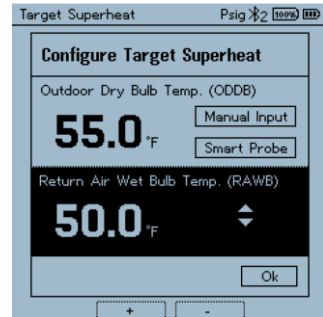 Target Superheat Psig 2 100%
Configure Target Superheat
Outdoor Dry Bulb Temp. (ODDB)
55.0 °F
Manual Input
Smart Probe
Return Air Wet Bulb Temp. (RAWB)
50.0 °F
Ok
+ -